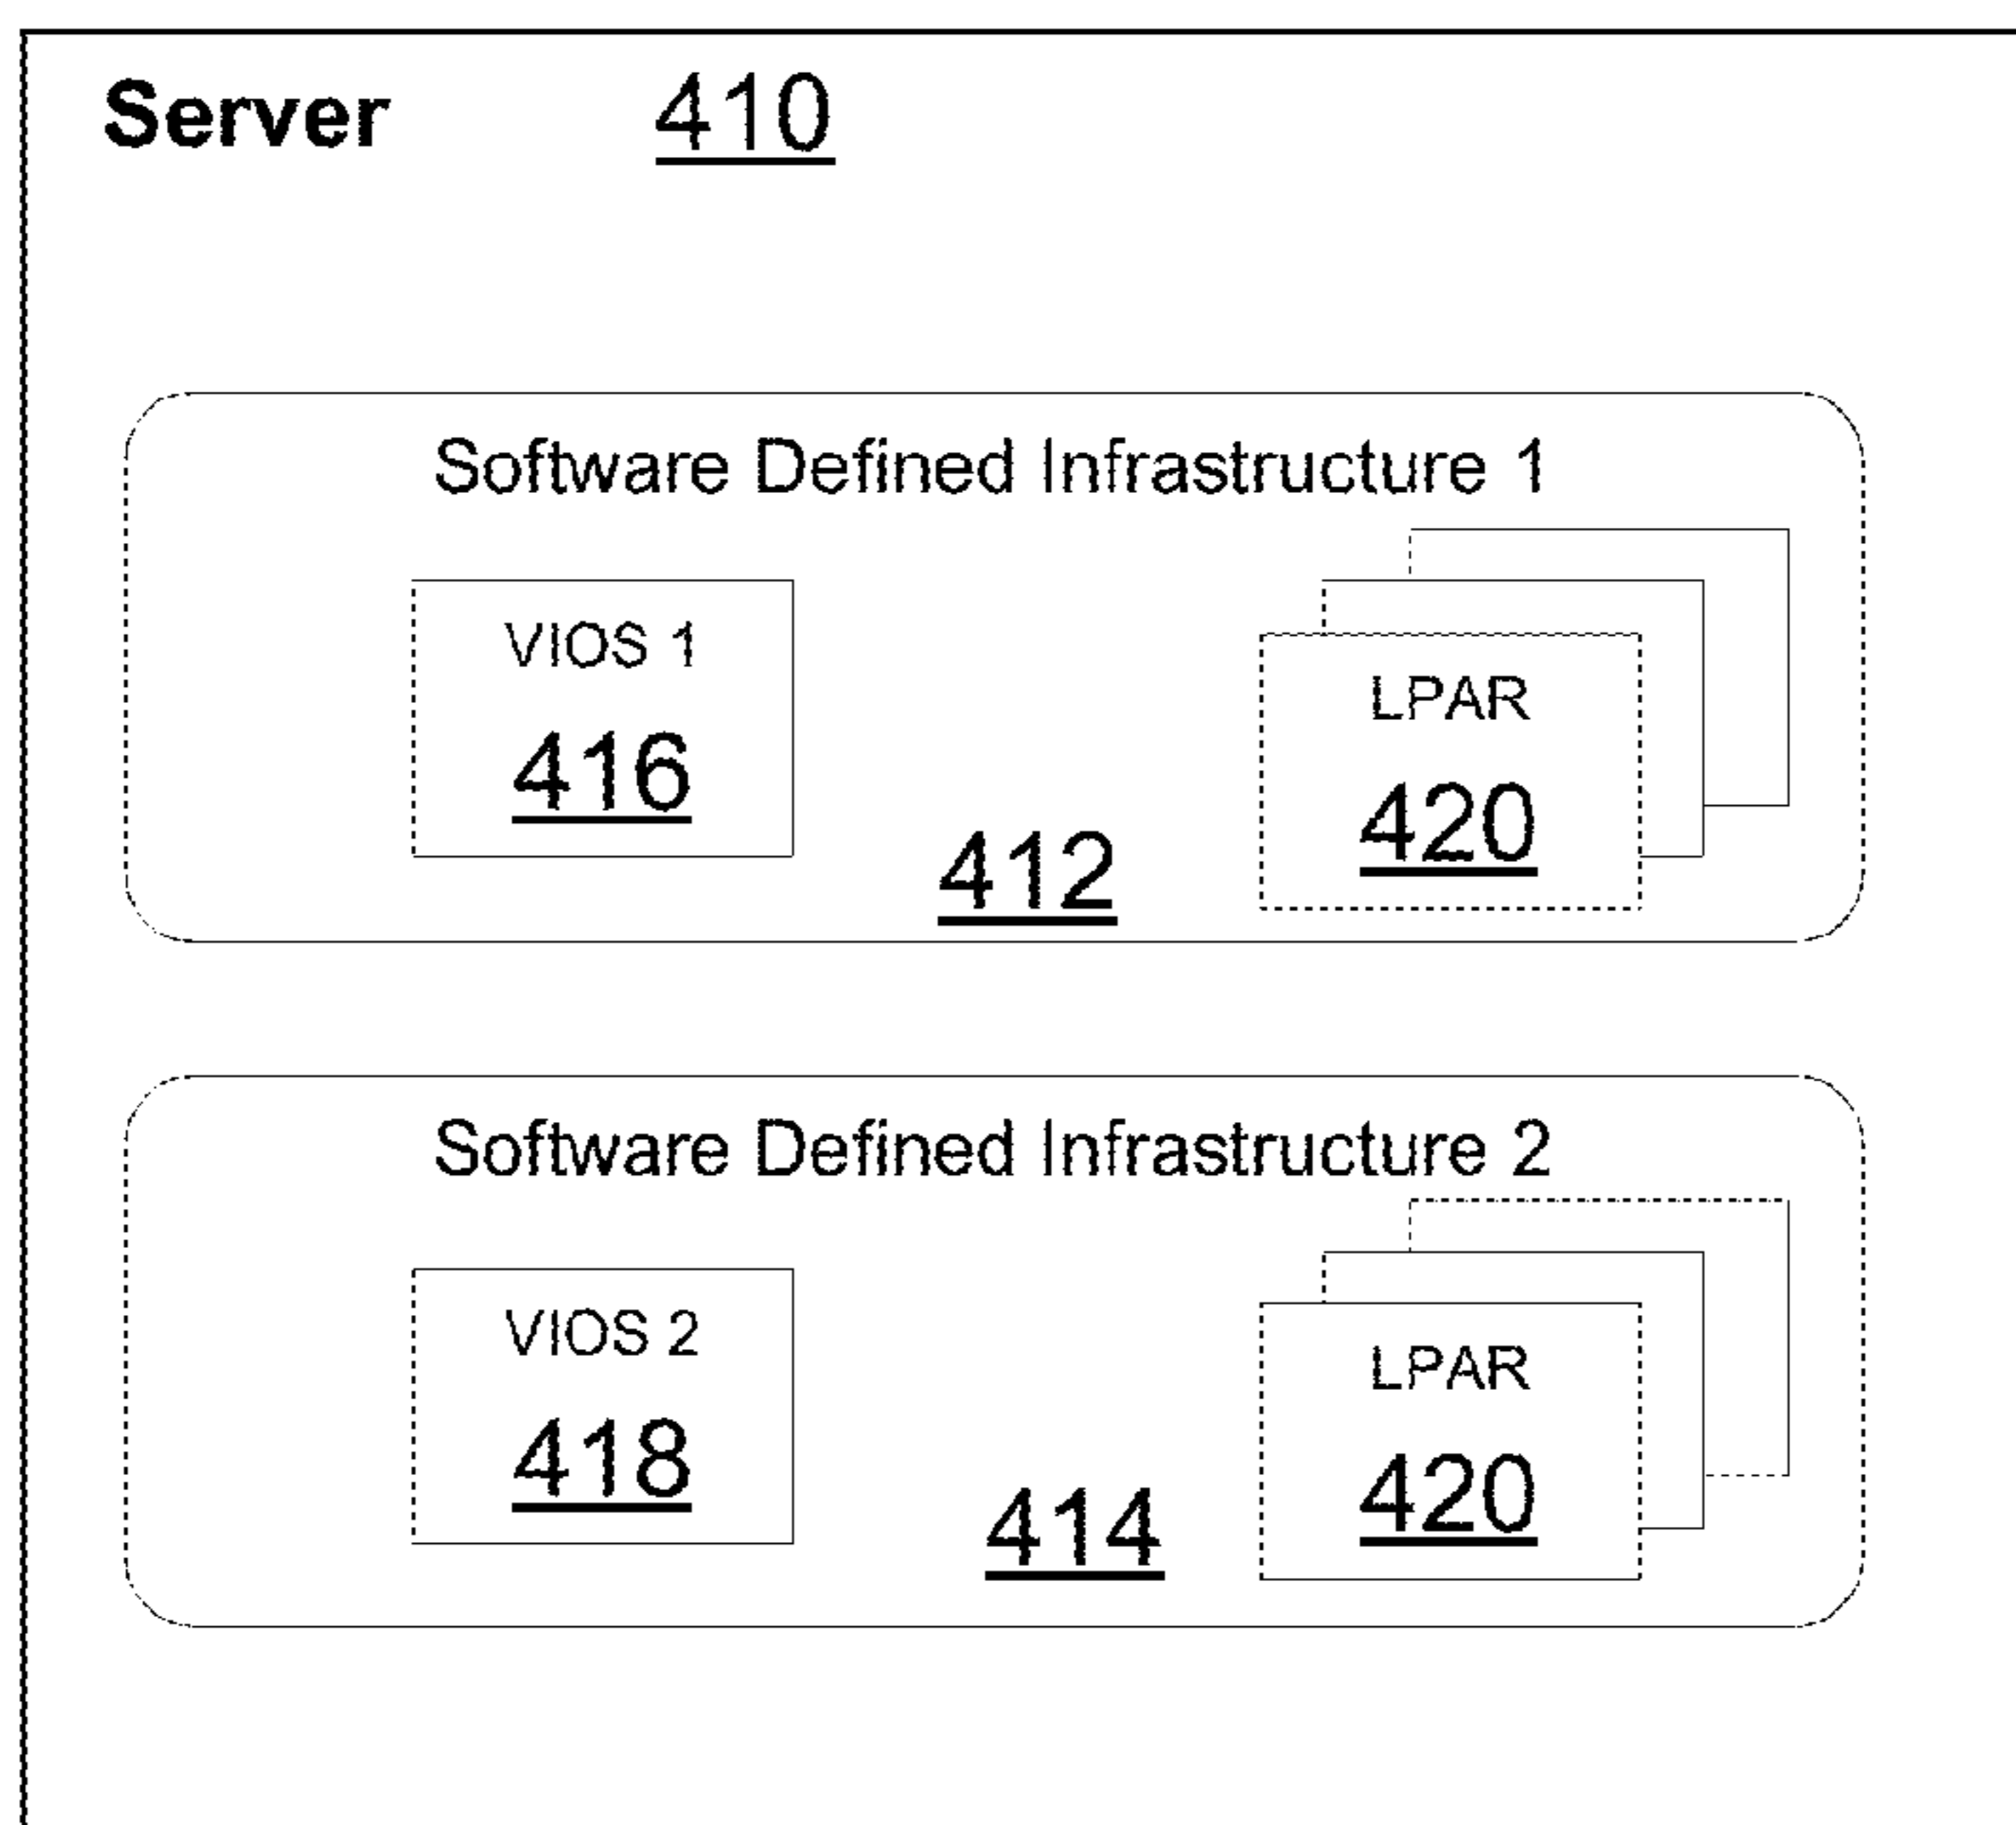 Server 410
Software Defined Infrastructure 1
VIOS 1
416
LPAR
420
412
Software Defined Infrastructure 2
VIOS 2
418
LPAR
420
414